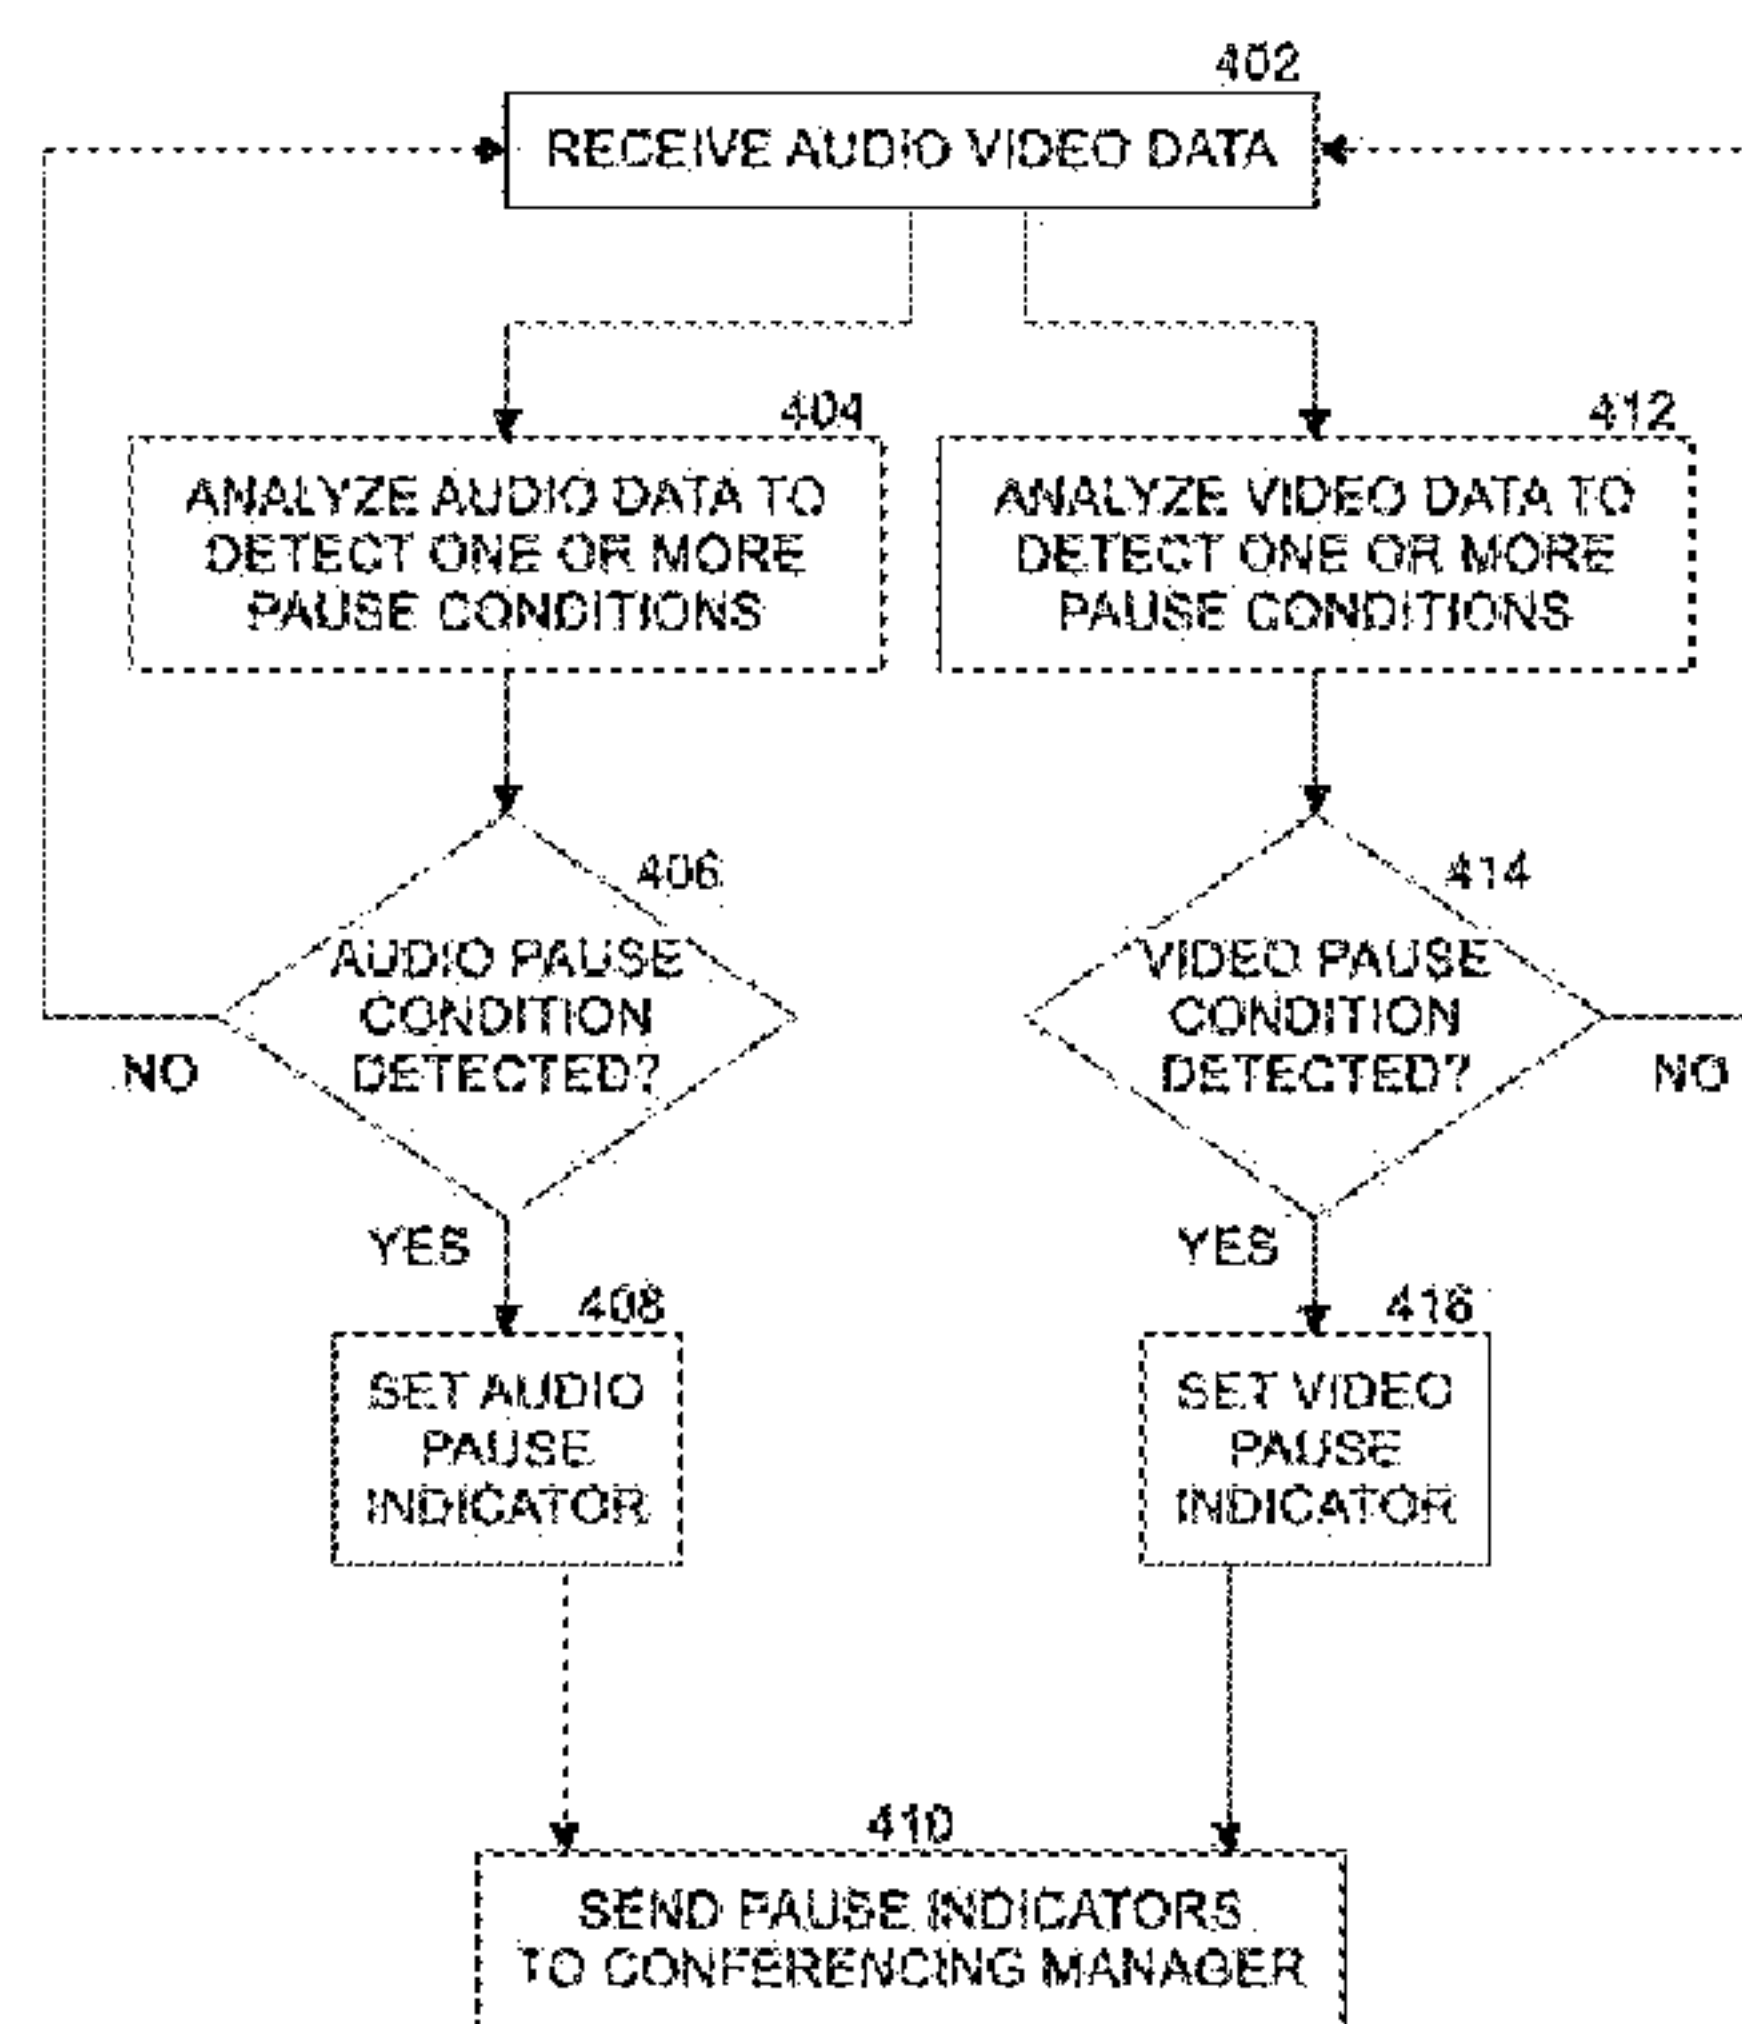 402
RECEIVE AUDIO VIDEO DATA
404
ANALYZE AUDIO DATA TO
DETECT ONE OR MORE
PAUSE CONDITIONS
406
AUDIO PAUSE
CONDITION
DETECTED?
NO
YES
408
SET AUDIO
PAUSE
INDICATOR
412
ANALYZE VIDEO DATA TO
DETECT ONE OR MORE
PAUSE CONDITIONS
414
VIDEO PAUSE
CONDITION
DETECTED?
NO
YES
416
SET VIDEO
PAUSE
INDICATOR
410
SEND PAUSE INDICATORS
TO CONFERENCING MANAGER